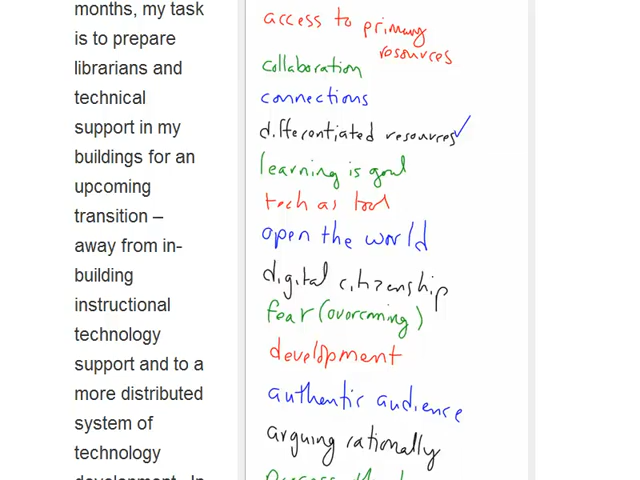 months, my task
is to prepare
librarians and
technical
support in my
buildings for an
upcoming
transition –
away from in-
building
instructional
technology
support and to a
more distributed
system of
technology
access to primary
resources
collaboration
connections
differentiated resources✓
learning is goal
tech as tool
open the world
digital citizenship
fear (overcoming)
development
authentic audience
arguing rationally